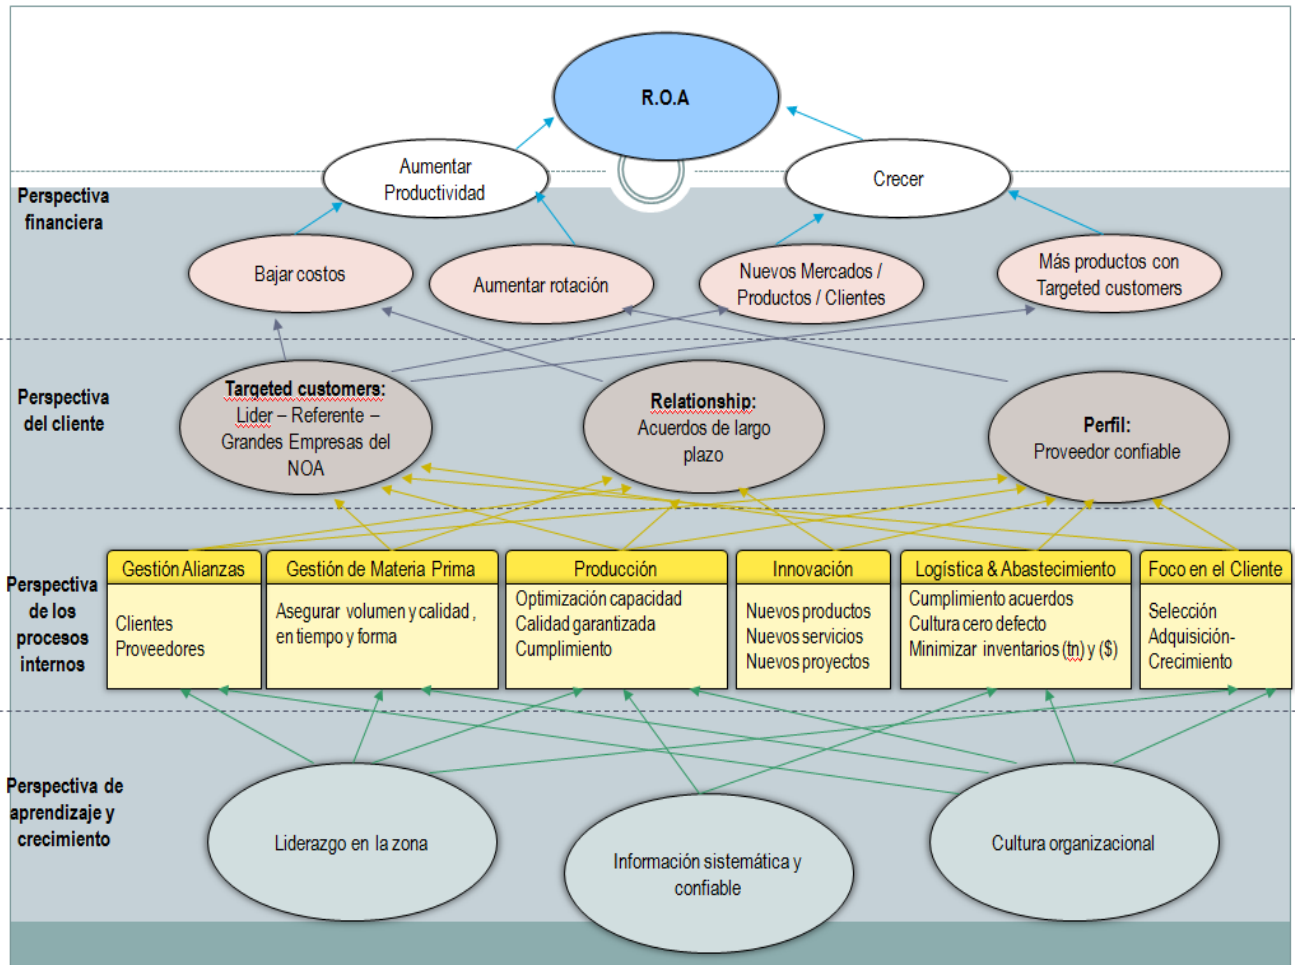 R.O.A
Aumentar
Productividad
Crecer
Perspectiva
financiera
Bajar costos
Aumentar rotación
Nuevos Mercados /
Productos / Clientes
Más productos con
Targeted customers
Perspectiva
del cliente
Targeted customers:
Lider – Referente –
Grandes Empresas del
NOA
Relationship:
Acuerdos de largo
plazo
Perfil:
Proveedor confiable
Perspectiva
de los
procesos
internos
Gestión Alianzas
Clientes
Proveedores
Gestión de Materia Prima
Asegurar volumen y calidad ,
en tiempo y forma
Producción
Optimización capacidad
Calidad garantizada
Cumplimiento
Innovación
Nuevos productos
Nuevos servicios
Nuevos proyectos
Logística & Abastecimiento
Cumplimiento acuerdos
Cultura cero defecto
Minimizar inventarios (tn) y ($)
Foco en el Cliente
Selección
Adquisición-
Crecimiento
Perspectiva de
aprendizaje y
crecimiento
Liderazgo en la zona
Información sistemática y
confiable
Cultura organizacional